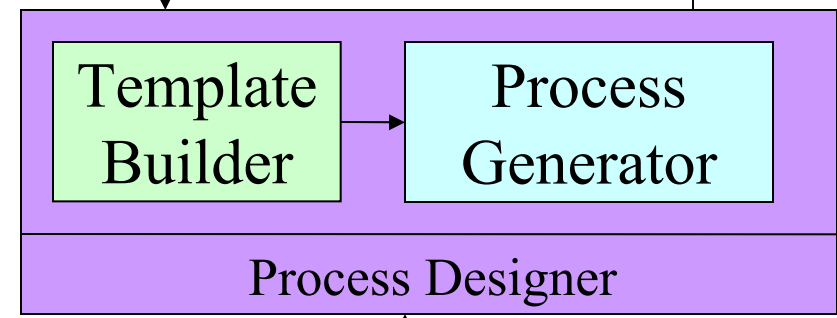 Template
Builder
Process
Generator
Process Designer